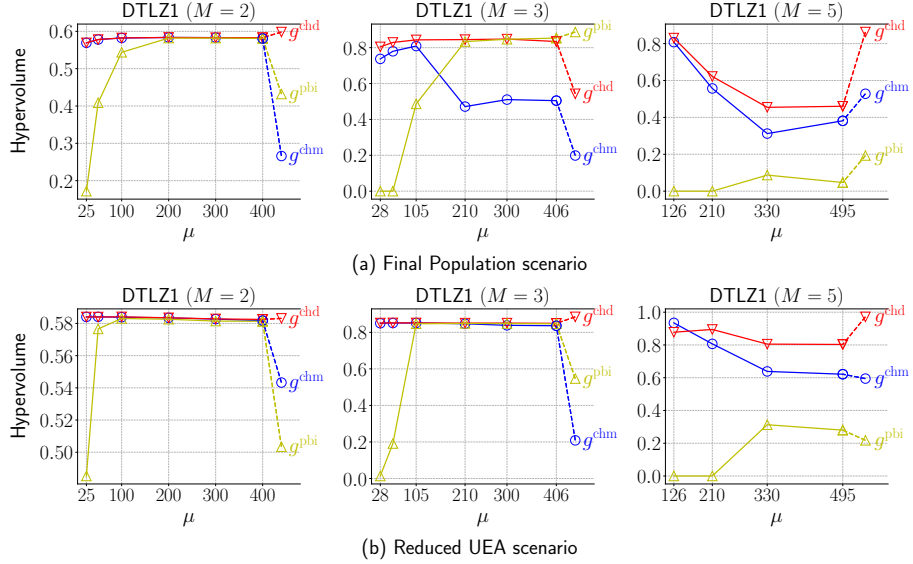 DTLZ1 (M = 2)
DTLZ1 (M = 3)
DTLZ1 (M = 5)
Hypervolume
0.6
0.5
0.4
0.3
0.2
25
100
200
300
400
μ
g^chd
g^pbi
g^chm
0.8
0.6
0.4
0.2
0.0
28
105
210
300
406
μ
g^pbi
g^chd
g^chm
0.8
0.6
0.4
0.2
0.0
126
210
330
495
μ
g^chd
g^chm
g^pbi
(a) Final Population scenario
DTLZ1 (M = 2)
DTLZ1 (M = 3)
DTLZ1 (M = 5)
Hypervolume
0.58
0.56
0.54
0.52
0.50
25
100
200
300
400
μ
g^chd
g^chm
g^pbi
0.8
0.6
0.4
0.2
0.0
28
105
210
300
406
μ
g^chd
g^pbi
g^chm
1.0
0.8
0.6
0.4
0.2
0.0
126
210
330
495
μ
g^chd
g^chm
g^pbi
(b) Reduced UEA scenario